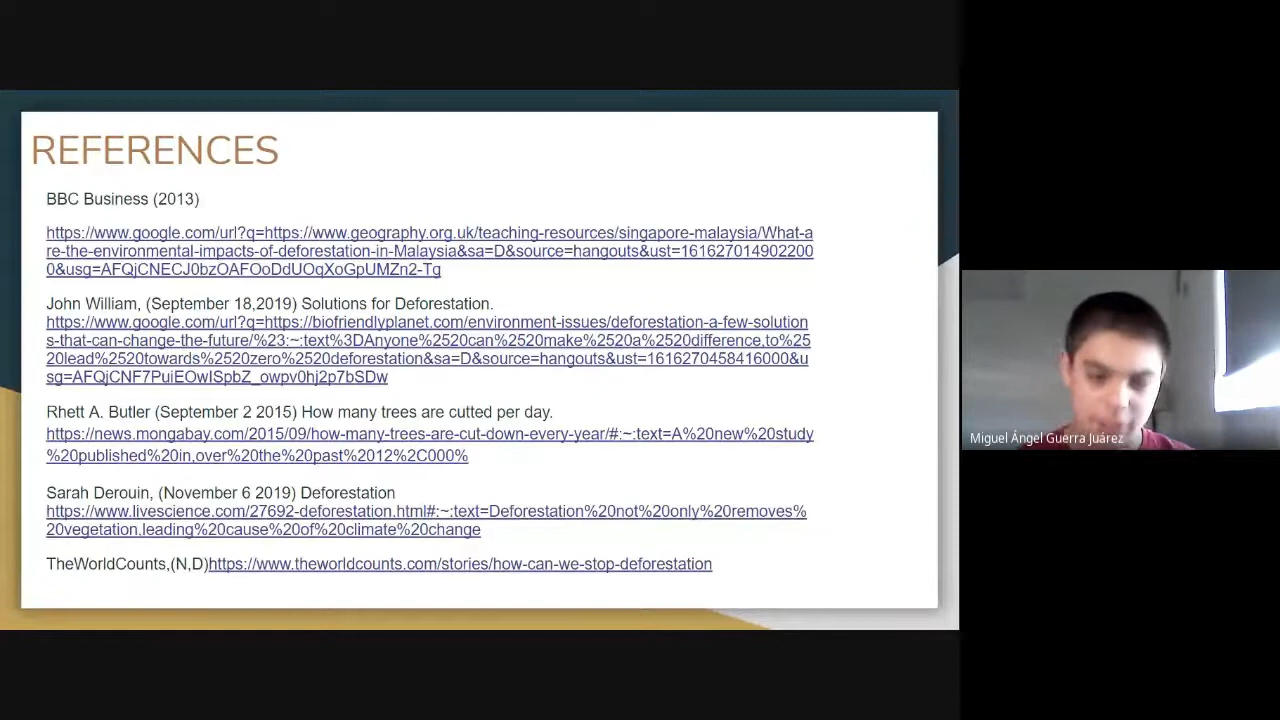 REFERENCES
BBC Business (2013)
https://www.google.com/url?q=https://www.geography.org.uk/teaching-resources/singapore-malaysia/What-a
re-the-environmental-impacts-of-deforestation-in-Malaysia&sa=D&source=hangouts&ust=161627014902200
0&usg=AFQjCNECJ0bzOAFOoDdUOqXoGpUMZn2-Tg
John William, (September 18,2019) Solutions for Deforestation.
https://www.google.com/url?q=https://biofriendlyplanet.com/environment-issues/deforestation-a-few-solution
s-that-can-change-the-future/%23:~:text%3DAnyone%2520can%2520make%2520a%2520difference,to%25
20lead%2520towards%2520zero%2520deforestation&sa=D&source=hangouts&ust=1616270458416000&u
sg=AFQjCNF7PuiEOwISpbZ_owpv0hj2p7bSDw
Rhett A. Butler (September 2 2015) How many trees are cutted per day.
https://news.mongabay.com/2015/09/how-many-trees-are-cut-down-every-year/#:~:text=A%20new%20study
%20published%20in,over%20the%20past%2012%2C000%
Sarah Derouin, (November 6 2019) Deforestation
https://www.livescience.com/27692-deforestation.html#:~:text=Deforestation%20not%20only%20removes%
20vegetation,leading%20cause%20of%20climate%20change
TheWorldCounts,(N,D)https://www.theworldcounts.com/stories/how-can-we-stop-deforestation
Miguel Ángel Guerra Juárez